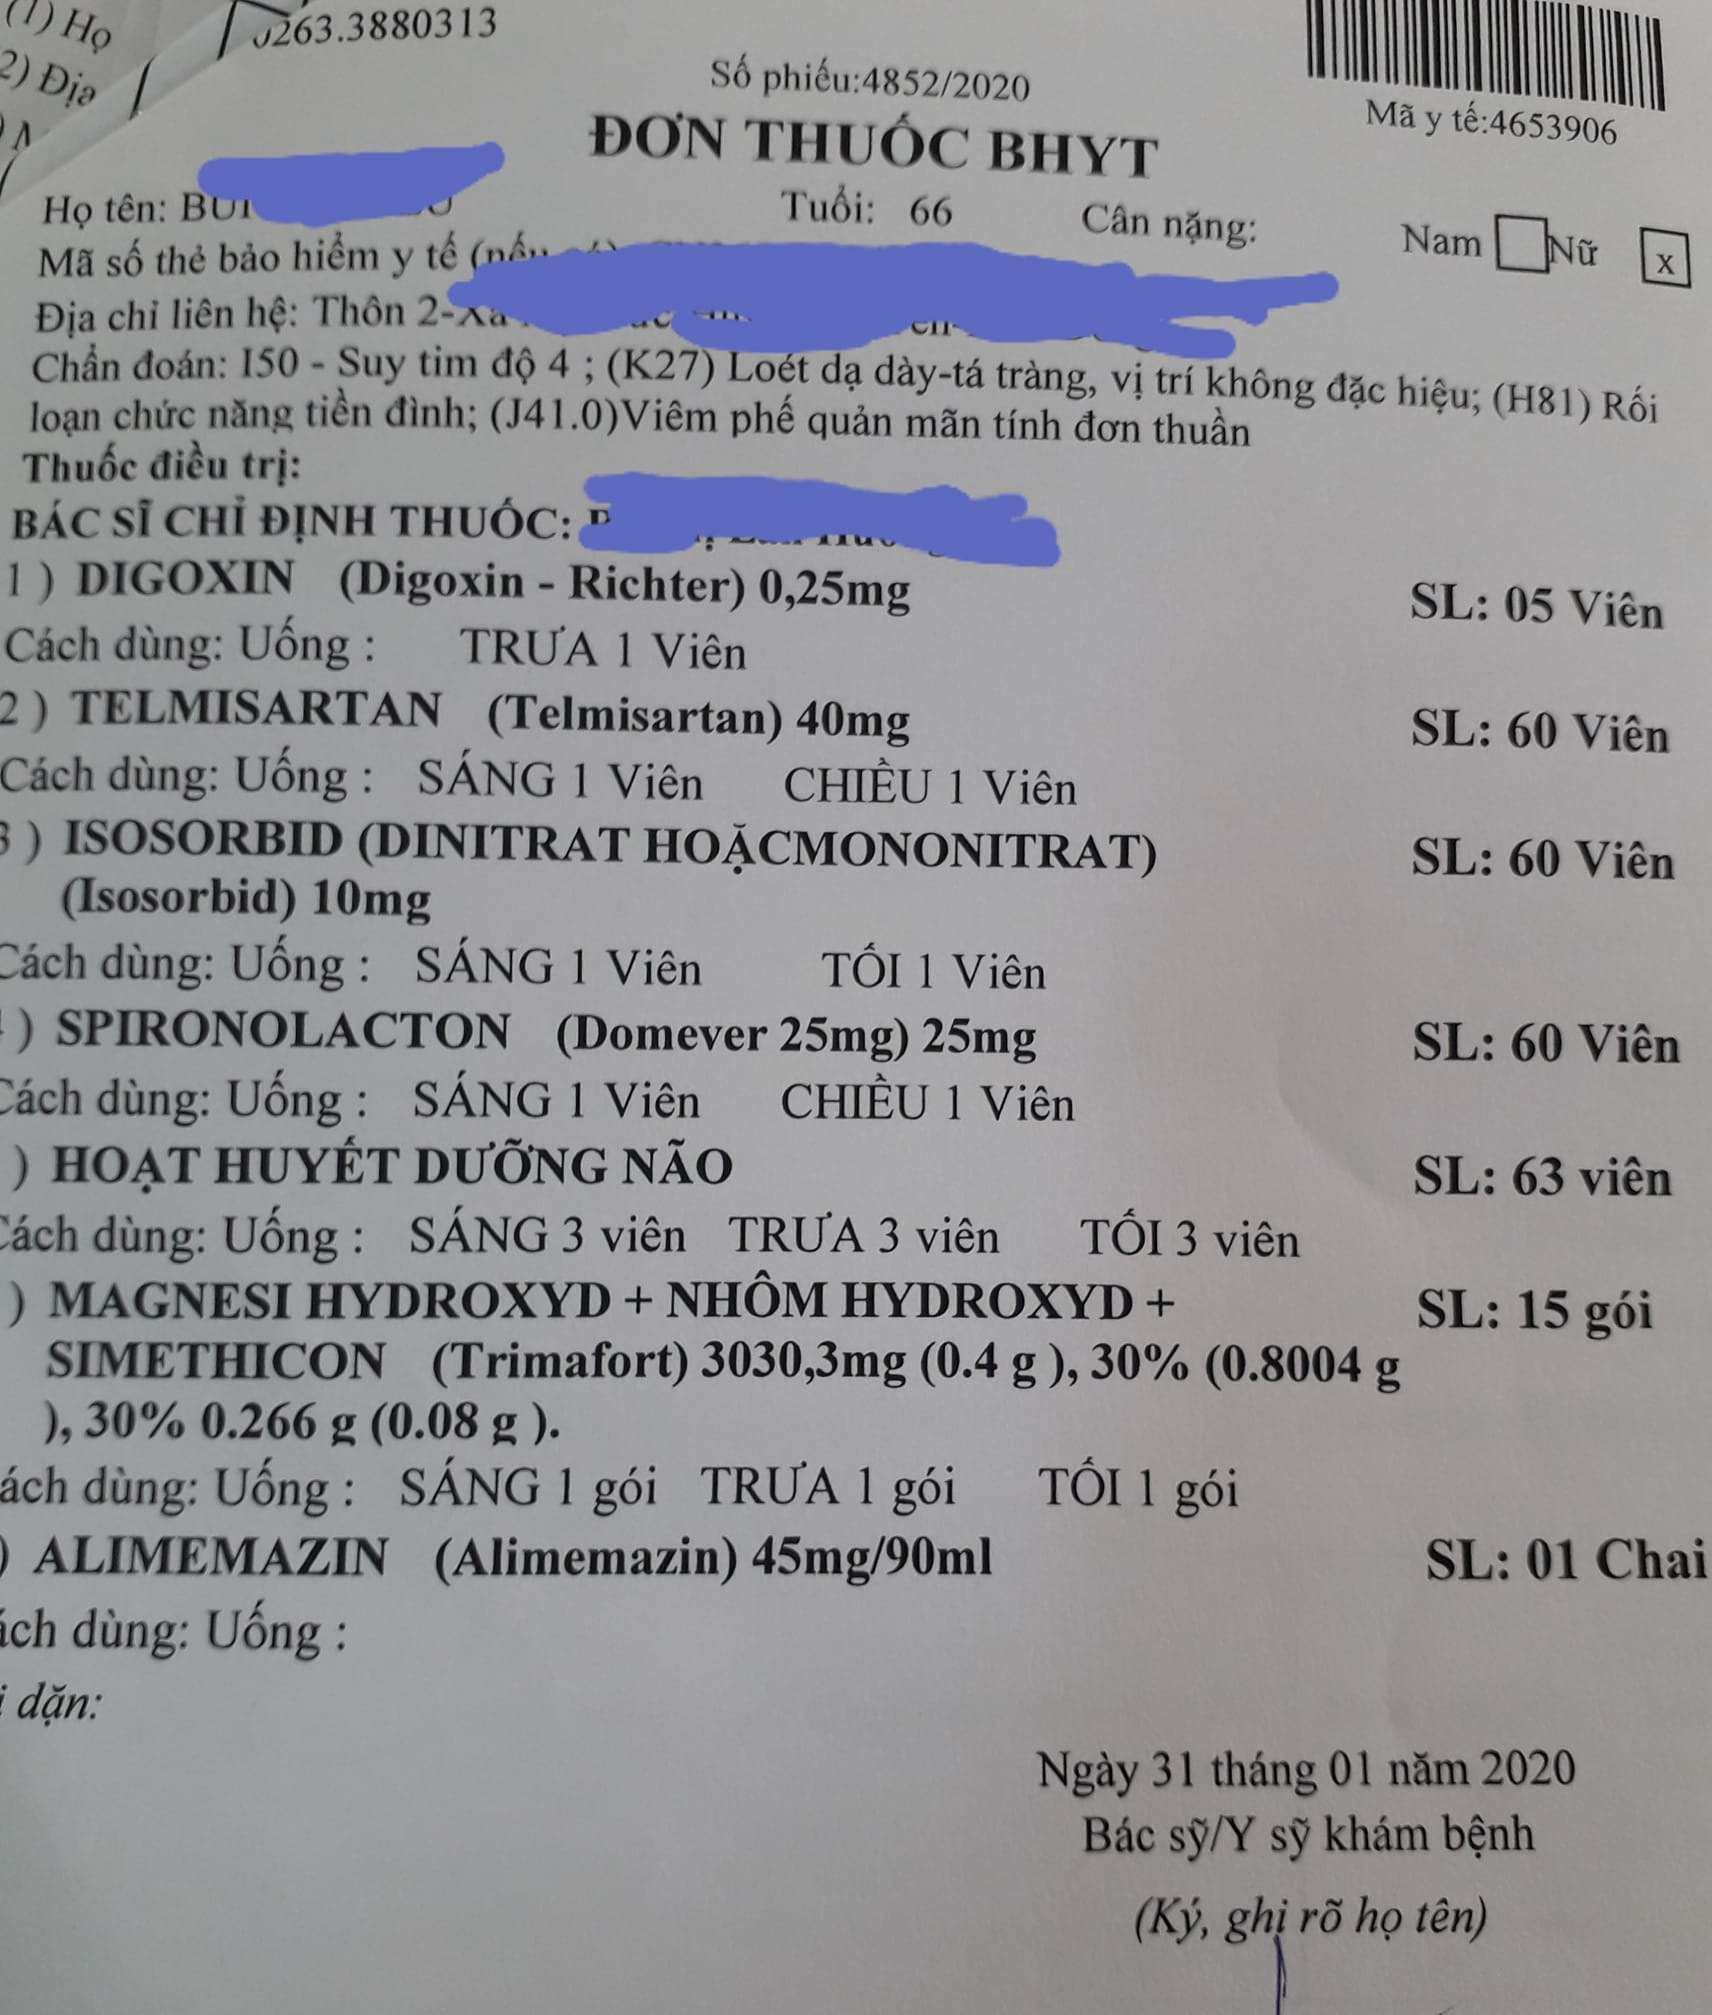 (1) Họ
2) Địa
0263.3880313
Số phiếu:4852/2020
Mã y tế:4653906
ĐƠN THUỐC BHYT
Họ tên: BÙI Tuổi: 66 Cân nặng: Nam Nữ x
Mã số thẻ bảo hiểm y tế (nếu
Địa chỉ liên hệ: Thôn 2-Xã
Chẩn đoán: I50 - Suy tim độ 4 ; (K27) Loét dạ dày-tá tràng, vị trí không đặc hiệu; (H81) Rối
loạn chức năng tiền đình; (J41.0)Viêm phế quản mãn tính đơn thuần
Thuốc điều trị:
BÁC SĨ CHỈ ĐỊNH THUỐC:
1 ) DIGOXIN (Digoxin - Richter) 0,25mg SL: 05 Viên
Cách dùng: Uống : TRƯA 1 Viên
2 ) TELMISARTAN (Telmisartan) 40mg SL: 60 Viên
Cách dùng: Uống : SÁNG 1 Viên CHIỀU 1 Viên
3 ) ISOSORBID (DINITRAT HOẶCMONONITRAT) SL: 60 Viên
(Isosorbid) 10mg
Cách dùng: Uống : SÁNG 1 Viên TỐI 1 Viên
) SPIRONOLACTON (Domever 25mg) 25mg SL: 60 Viên
Cách dùng: Uống : SÁNG 1 Viên CHIỀU 1 Viên
) HOẠT HUYẾT DƯỠNG NÃO SL: 63 viên
Cách dùng: Uống : SÁNG 3 viên TRƯA 3 viên TỐI 3 viên
) MAGNESI HYDROXYD + NHÔM HYDROXYD + SL: 15 gói
SIMETHICON (Trimafort) 3030,3mg (0.4 g ), 30% (0.8004 g
), 30% 0.266 g (0.08 g ).
ách dùng: Uống : SÁNG 1 gói TRƯA 1 gói TỐI 1 gói
) ALIMEMAZIN (Alimemazin) 45mg/90ml SL: 01 Chai
ách dùng: Uống :
i dặn:
Ngày 31 tháng 01 năm 2020
Bác sỹ/Y sỹ khám bệnh
(Ký, ghi rõ họ tên)